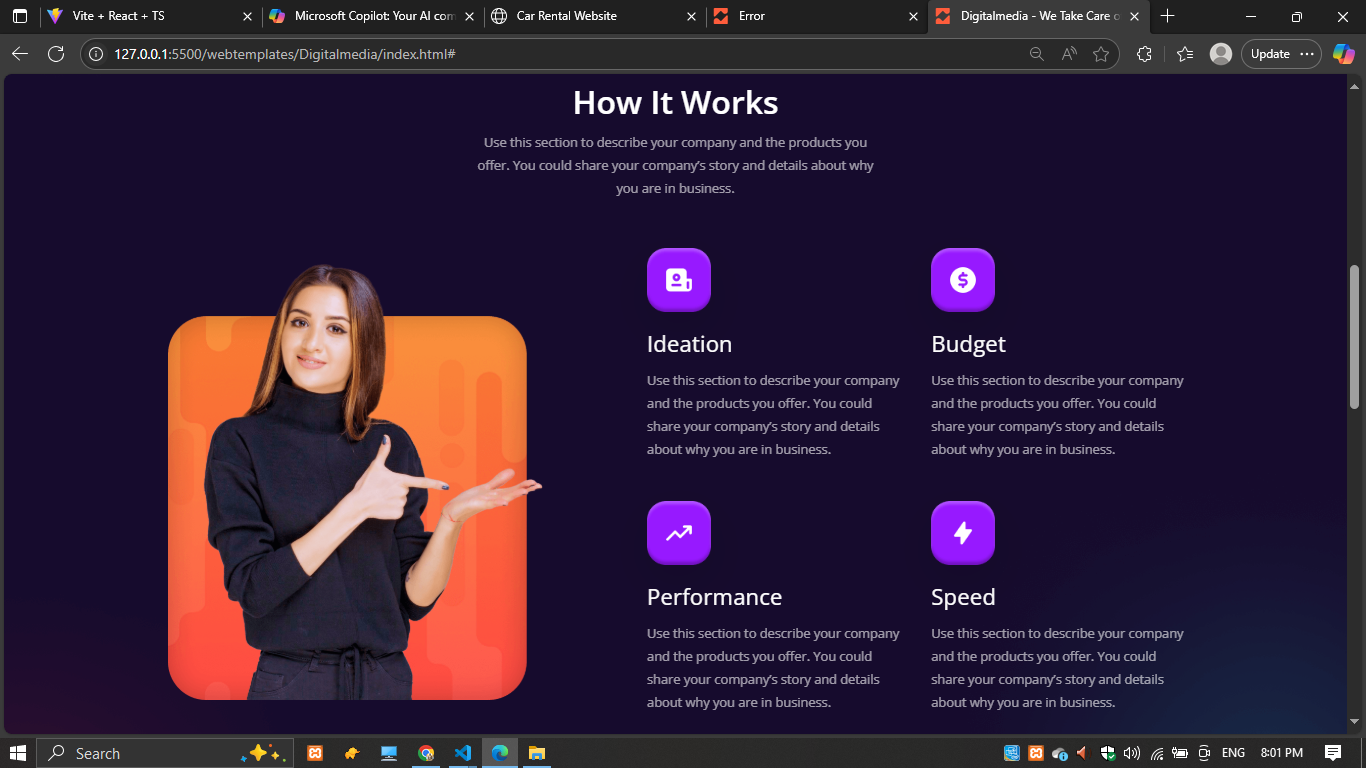 Vite + React + TS
Microsoft Copilot: Your AI com
Car Rental Website
Error
Digitalmedia - We Take Care o
127.0.0.1:5500/webtemplates/Digitalmedia/index.html#
Update
How It Works
Use this section to describe your company and the products you
offer. You could share your company’s story and details about why
you are in business.
Ideation
Use this section to describe your company
and the products you offer. You could
share your company’s story and details
about why you are in business.
Budget
Use this section to describe your company
and the products you offer. You could
share your company’s story and details
about why you are in business.
Performance
Use this section to describe your company
and the products you offer. You could
share your company’s story and details
about why you are in business.
Speed
Use this section to describe your company
and the products you offer. You could
share your company’s story and details
about why you are in business.
Search
ENG
8:01 PM